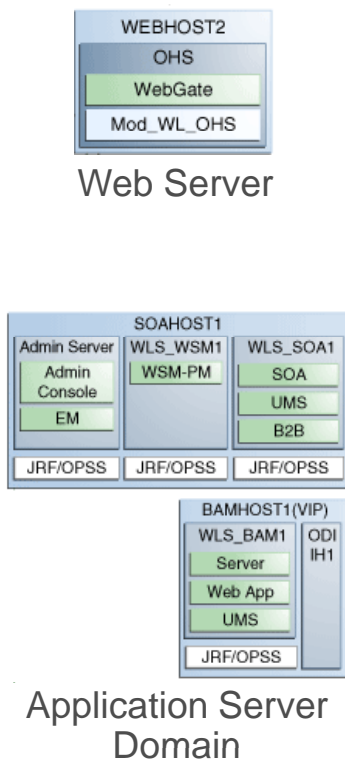 WEBHOST2
OHS
WebGate
Mod_WL_OHS
Web Server
SOAHOST1
Admin Server
Admin
Console
EM
JRF/OPSS
WLS_WSM1
WSM-PM
JRF/OPSS
WLS_SOA1
SOA
UMS
B2B
JRF/OPSS
BAMHOST1(VIP)
WLS_BAM1
Server
Web App
UMS
JRF/OPSS
ODI
IH1
Application Server
Domain